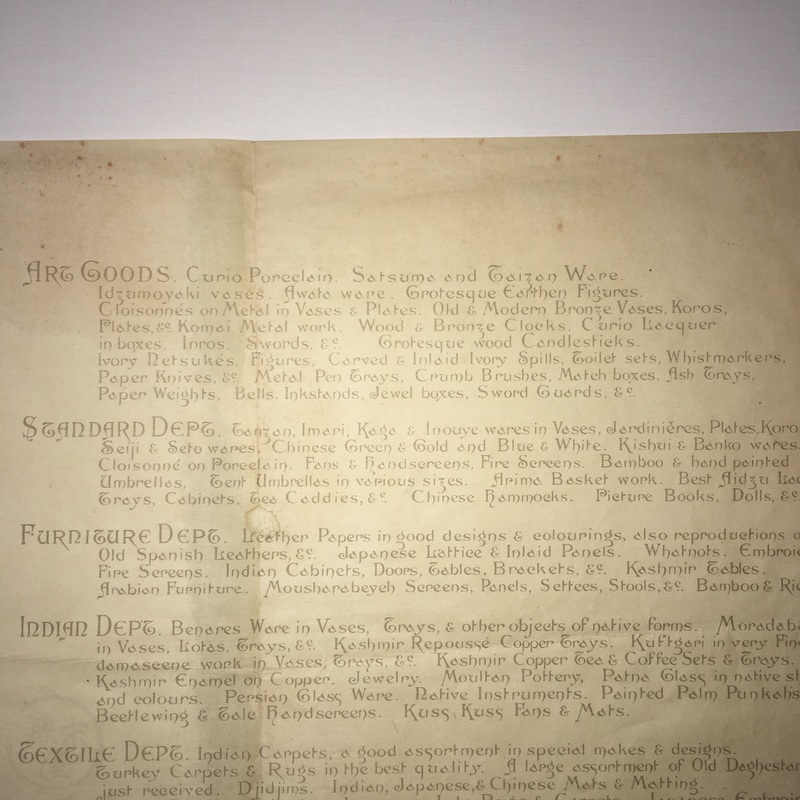 ART GOODS. Curio Porcelain. Satsuma and Taizan Ware.
Idzumoyaki vases. Awata ware. Grotesque Earthen Figures.
Cloisonnés on Metal in Vases & Plates. Old & Modern Bronze Vases, Koros,
Plates, &c. Komai Metal work. Wood & Bronze Clocks. Curio Lacquer
in boxes. Inros. Swords, &c. Grotesque wood Candlesticks.
Ivory Netsukés, Figures, Carved & Inlaid Ivory Spills, Toilet sets, Whistmarkers,
Paper Knives, &c. Metal Pen Trays, Crumb Brushes, Match boxes, Ash Trays,
Paper Weights, Bells, Inkstands, Jewel boxes, Sword Guards, &c.
STANDARD DEPT. Tanzan, Imari, Kaga & Inouye wares in Vases, Jardinières, Plates, Koro
Seiji & Seto wares, Chinese Green & Gold and Blue & White. Kishui & Banko wares
Cloisonné on Porcelain. Fans & Handscreens, Fire Screens. Bamboo & hand painted
Umbrellas, Tent Umbrellas in various sizes. Arima Basket work. Best Aidzu Lac
Trays, Cabinets, Tea Caddies, &c. Chinese Hammocks. Picture Books, Dolls, &c
FURNITURE DEPT. Leather Papers in good designs & colourings, also reproductions o
Old Spanish Leathers, &c. Japanese Lattice & Inlaid Panels. Whatnots. Embroi
Fire Screens. Indian Cabinets, Doors, Tables, Brackets, &c. Kashmir Tables.
Arabian Furniture. Mousharabeyeh Screens, Panels, Settees, Stools, &c. Bamboo & Ric
INDIAN DEPT. Benares Ware in Vases, Trays, & other objects of native forms. Moradab
in Vases, Lotas, Trays, &c. Kashmir Repoussé Copper Trays. Kuftgari in very Fin
damascene work in Vases, Trays, &c. Kashmir Copper Tea & Coffee Sets & Trays.
Kashmir Enamel on Copper. Jewelry. Moultan Pottery, Patna Glass in native st
and colours. Persian Glass Ware. Native Instruments. Painted Palm Punkahs
Beetlewing & Tale Handscreens. Kuss, Kuss Fans & Mats.
TEXTILE DEPT. Indian Carpets, a good assortment in special makes & designs.
Turkey Carpets & Rugs in the best quality. A large assortment of Old Daghestan
just received. Djidjims. Indian, Japanese, & Chinese Mats & Matting.